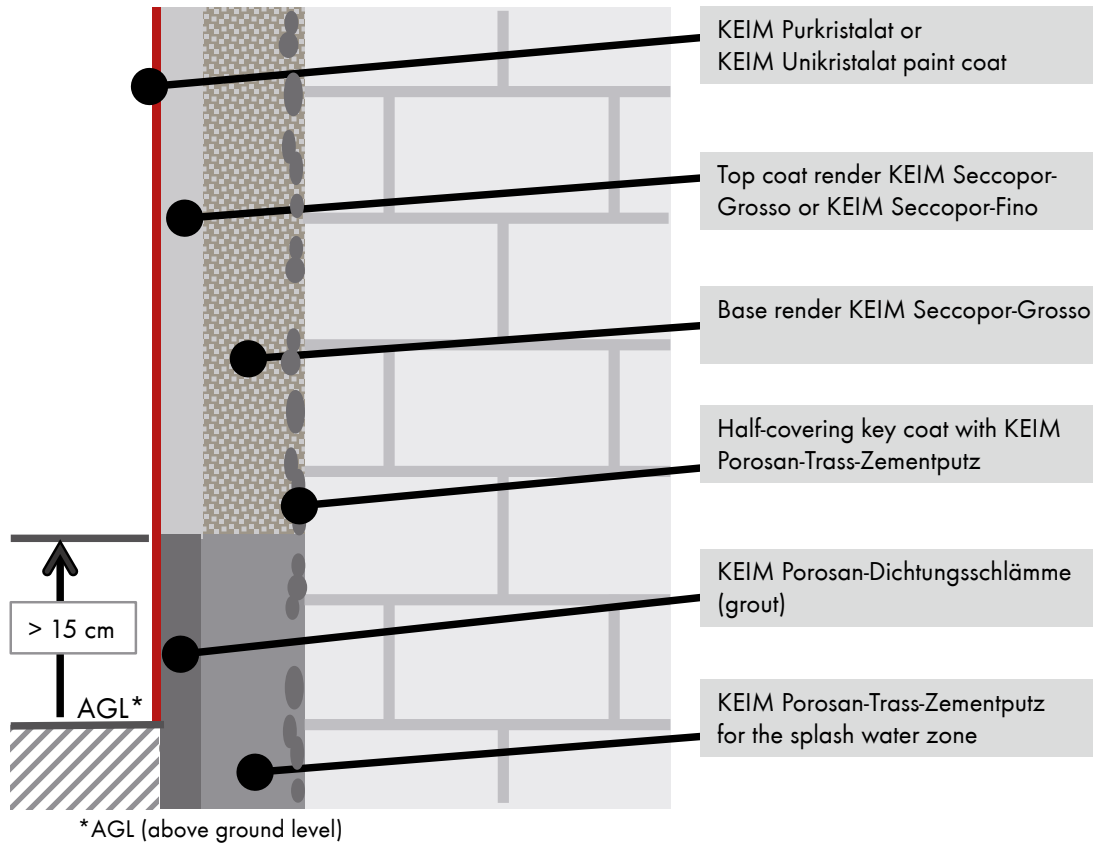 KEIM Purkristalat or
KEIM Unikristalat paint coat
Top coat render KEIM Seccopor-
Grosso or KEIM Seccopor-Fino
Base render KEIM Seccopor-Grosso
Half-covering key coat with KEIM
Porosan-Trass-Zementputz
KEIM Porosan-Dichtungsschlämme
(grout)
> 15 cm
AGL*
KEIM Porosan-Trass-Zementputz
for the splash water zone
*AGL (above ground level)